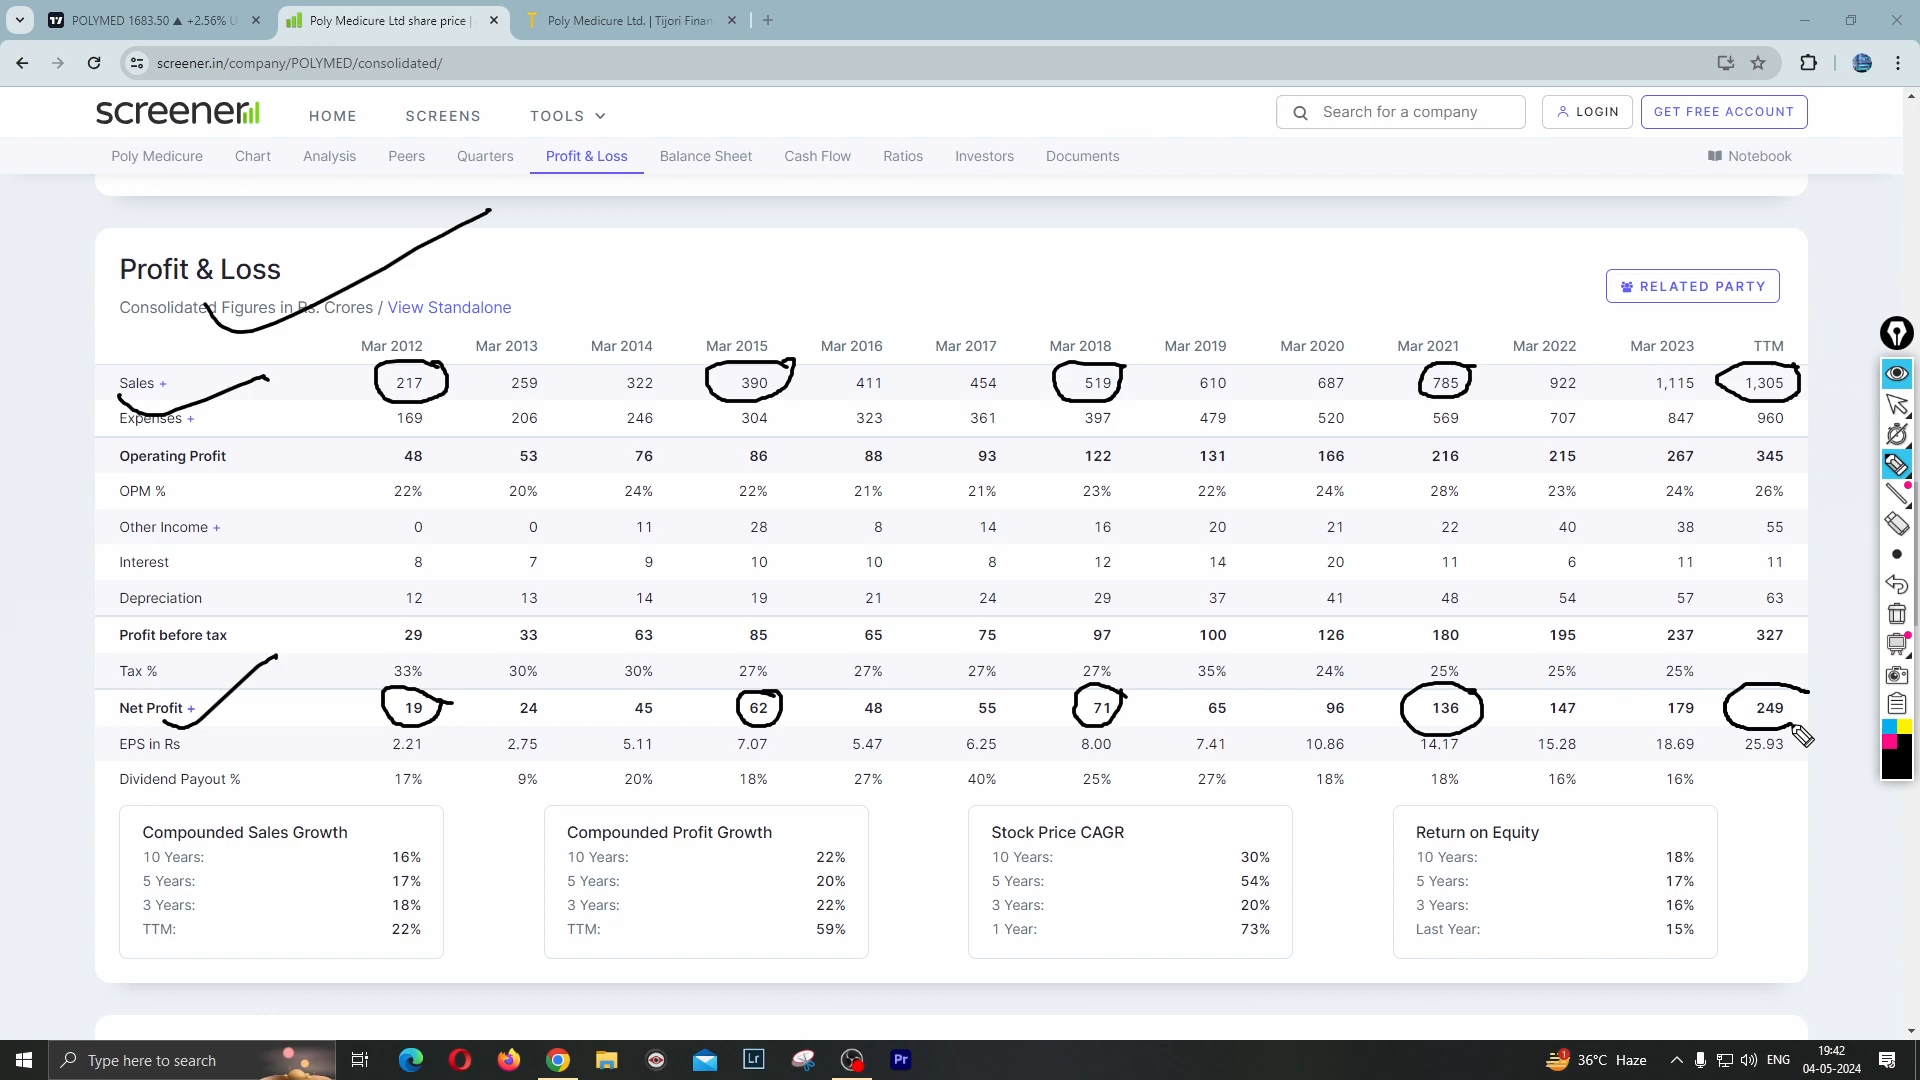 POLYMED 1683.50 ▲ +2.56% U
Poly Medicure Ltd share price |
Poly Medicure Ltd. | Tijori Finan
screener.in/company/POLYMED/consolidated/
screener
HOME SCREENS TOOLS
Search for a company
LOGIN
GET FREE ACCOUNT
Poly Medicure Chart Analysis Peers Quarters Profit & Loss Balance Sheet Cash Flow Ratios Investors Documents Notebook
Profit & Loss
Consolidated Figures in Rs. Crores / View Standalone
RELATED PARTY
Mar 2012 Mar 2013 Mar 2014 Mar 2015 Mar 2016 Mar 2017 Mar 2018 Mar 2019 Mar 2020 Mar 2021 Mar 2022 Mar 2023 TTM
Sales + 217 259 322 390 411 454 519 610 687 785 922 1,115 1,305
Expenses + 169 206 246 304 323 361 397 479 520 569 707 847 960
Operating Profit 48 53 76 86 88 93 122 131 166 216 215 267 345
OPM % 22% 20% 24% 22% 21% 21% 23% 22% 24% 28% 23% 24% 26%
Other Income + 0 0 11 28 8 14 16 20 21 22 40 38 55
Interest 8 7 9 10 10 8 12 14 20 11 6 11 11
Depreciation 12 13 14 19 21 24 29 37 41 48 54 57 63
Profit before tax 29 33 63 85 65 75 97 100 126 180 195 237 327
Tax % 33% 30% 30% 27% 27% 27% 27% 35% 24% 25% 25% 25%
Net Profit + 19 24 45 62 48 55 71 65 96 136 147 179 249
EPS in Rs 2.21 2.75 5.11 7.07 5.47 6.25 8.00 7.41 10.86 14.17 15.28 18.69 25.93
Dividend Payout % 17% 9% 20% 18% 27% 40% 25% 27% 18% 18% 16% 16%
Compounded Sales Growth
10 Years: 16%
5 Years: 17%
3 Years: 18%
TTM: 22%
Compounded Profit Growth
10 Years: 22%
5 Years: 20%
3 Years: 22%
TTM: 59%
Stock Price CAGR
10 Years: 30%
5 Years: 54%
3 Years: 20%
1 Year: 73%
Return on Equity
10 Years: 18%
5 Years: 17%
3 Years: 16%
Last Year: 15%
Type here to search
Lrc
Pr
1
36°C Haze
ENG
19:42
04-05-2024